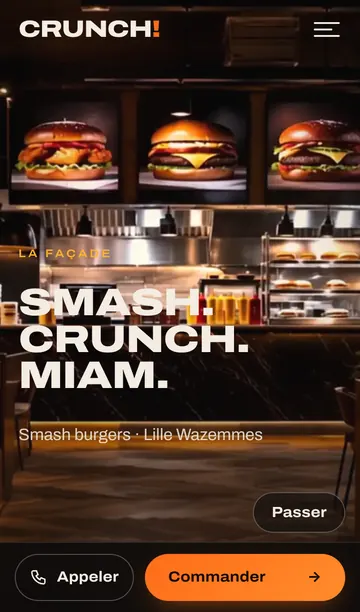 CRUNCH!
LA FAÇADE
SMASH.
CRUNCH.
MIAM.
Smash burgers · Lille Wazemmes
Passer
Appeler
Commander →